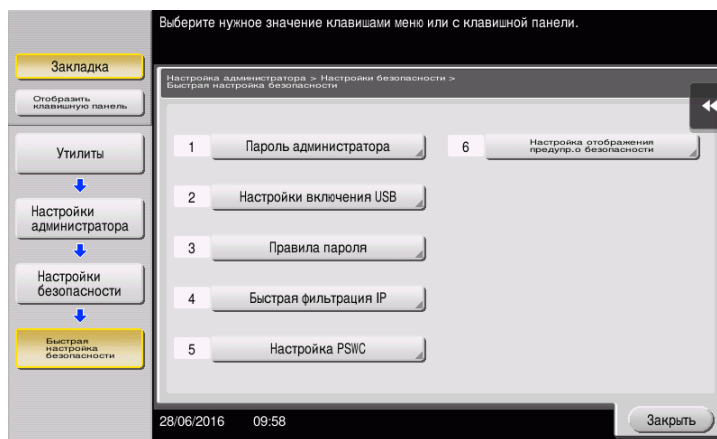 Выберите нужное значение клавишами меню или с клавишной панели.
Закладка
Отобразить
клавишную панель
Утилиты
Настройки
администратора
Настройки
безопасности
Быстрая
настройка
безопасности
Настройка администратора > Настройки безопасности >
Быстрая настройка безопасности
1 Пароль администратора
6 Настройка отображения
предупр.о безопасности
2 Настройки включения USB
3 Правила пароля
4 Быстрая фильтрация IP
5 Настройка PSWC
28/06/2016 09:58
Закрыть